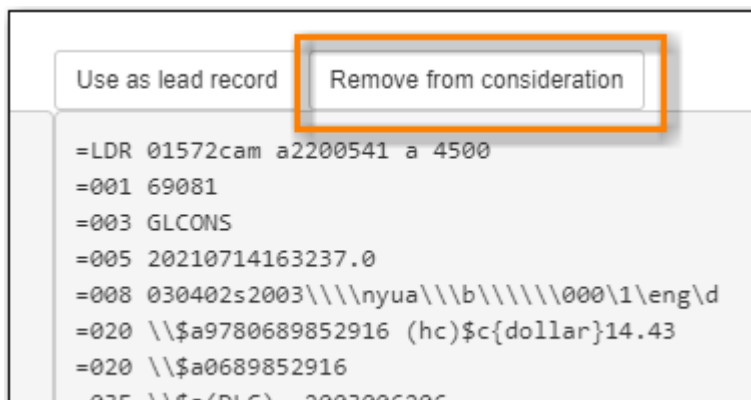 Use as lead record
Remove from consideration
=LDR 01572cam a2200541 a 4500
=001 69081
=003 GLCONS
=005 20210714163237.0
=008 030402s2003\\\\nyua\\\b\\\\\\000\1\eng\d
=020 \\$a9780689852916 (hc)$c{dollar}14.43
=020 \\$a0689852916